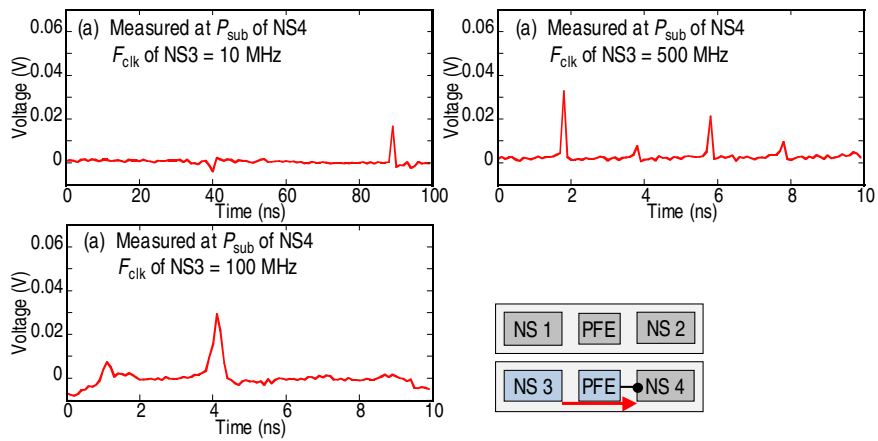 (a) Measured at Psub of NS4
Fclk of NS3 = 10 MHz
Voltage (V)
0.06
0.04
0.02
0
0 20 40 60 80 100
Time (ns)
(a) Measured at Psub of NS4
Fclk of NS3 = 500 MHz
Voltage (V)
0.06
0.04
0.02
0
0 2 4 6 8 10
Time (ns)
(a) Measured at Psub of NS4
Fclk of NS3 = 100 MHz
Voltage (V)
0.06
0.04
0.02
0
0 2 4 6 8 10
Time (ns)
NS 1 PFE NS 2
NS 3 PFE NS 4